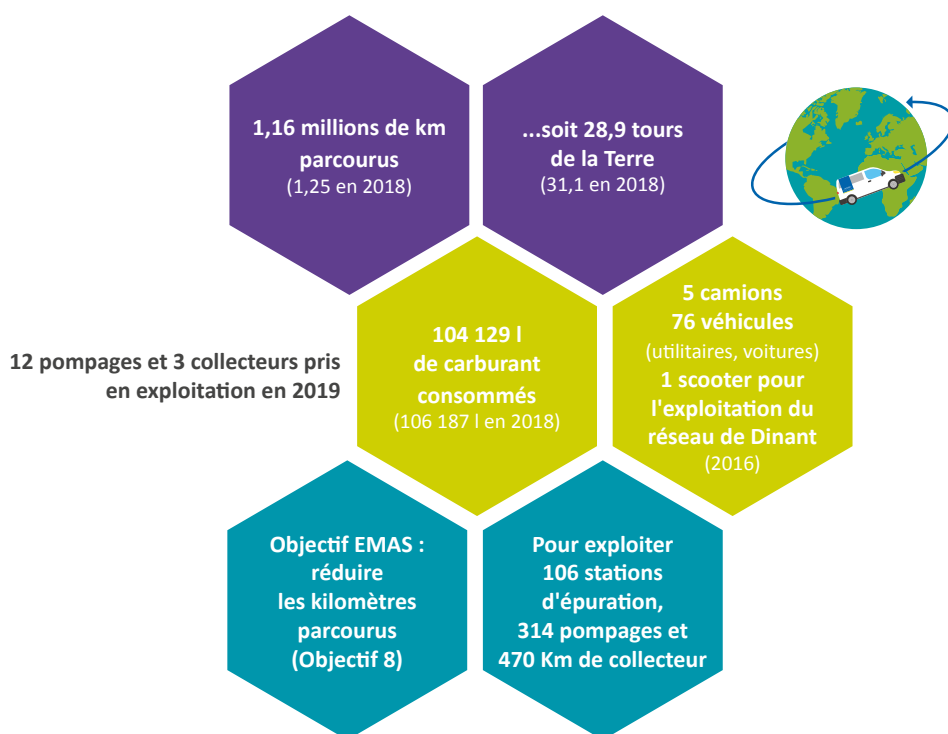 1,16 millions de km
parcourus
(1,25 en 2018)
...soit 28,9 tours
de la Terre
(31,1 en 2018)
12 pompages et 3 collecteurs pris
en exploitation en 2019
104 129 l
de carburant
consommés
(106 187 l en 2018)
5 camions
76 véhicules
(utilitaires, voitures)
1 scooter pour
l'exploitation du
réseau de Dinant
(2016)
Objectif EMAS :
réduire
les kilomètres
parcourus
(Objectif 8)
Pour exploiter
106 stations
d'épuration,
314 pompages et
470 Km de collecteur